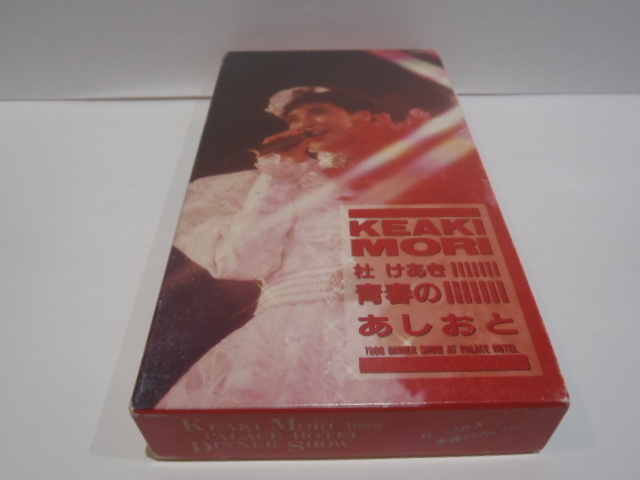 KEAKI
MORI
杜 けあき
青春の
あしおと
1988 DINNER SHOW AT PALACE HOTEL
KEAKI MORI 1988
PALACE HOTEL
DINNER SHOW